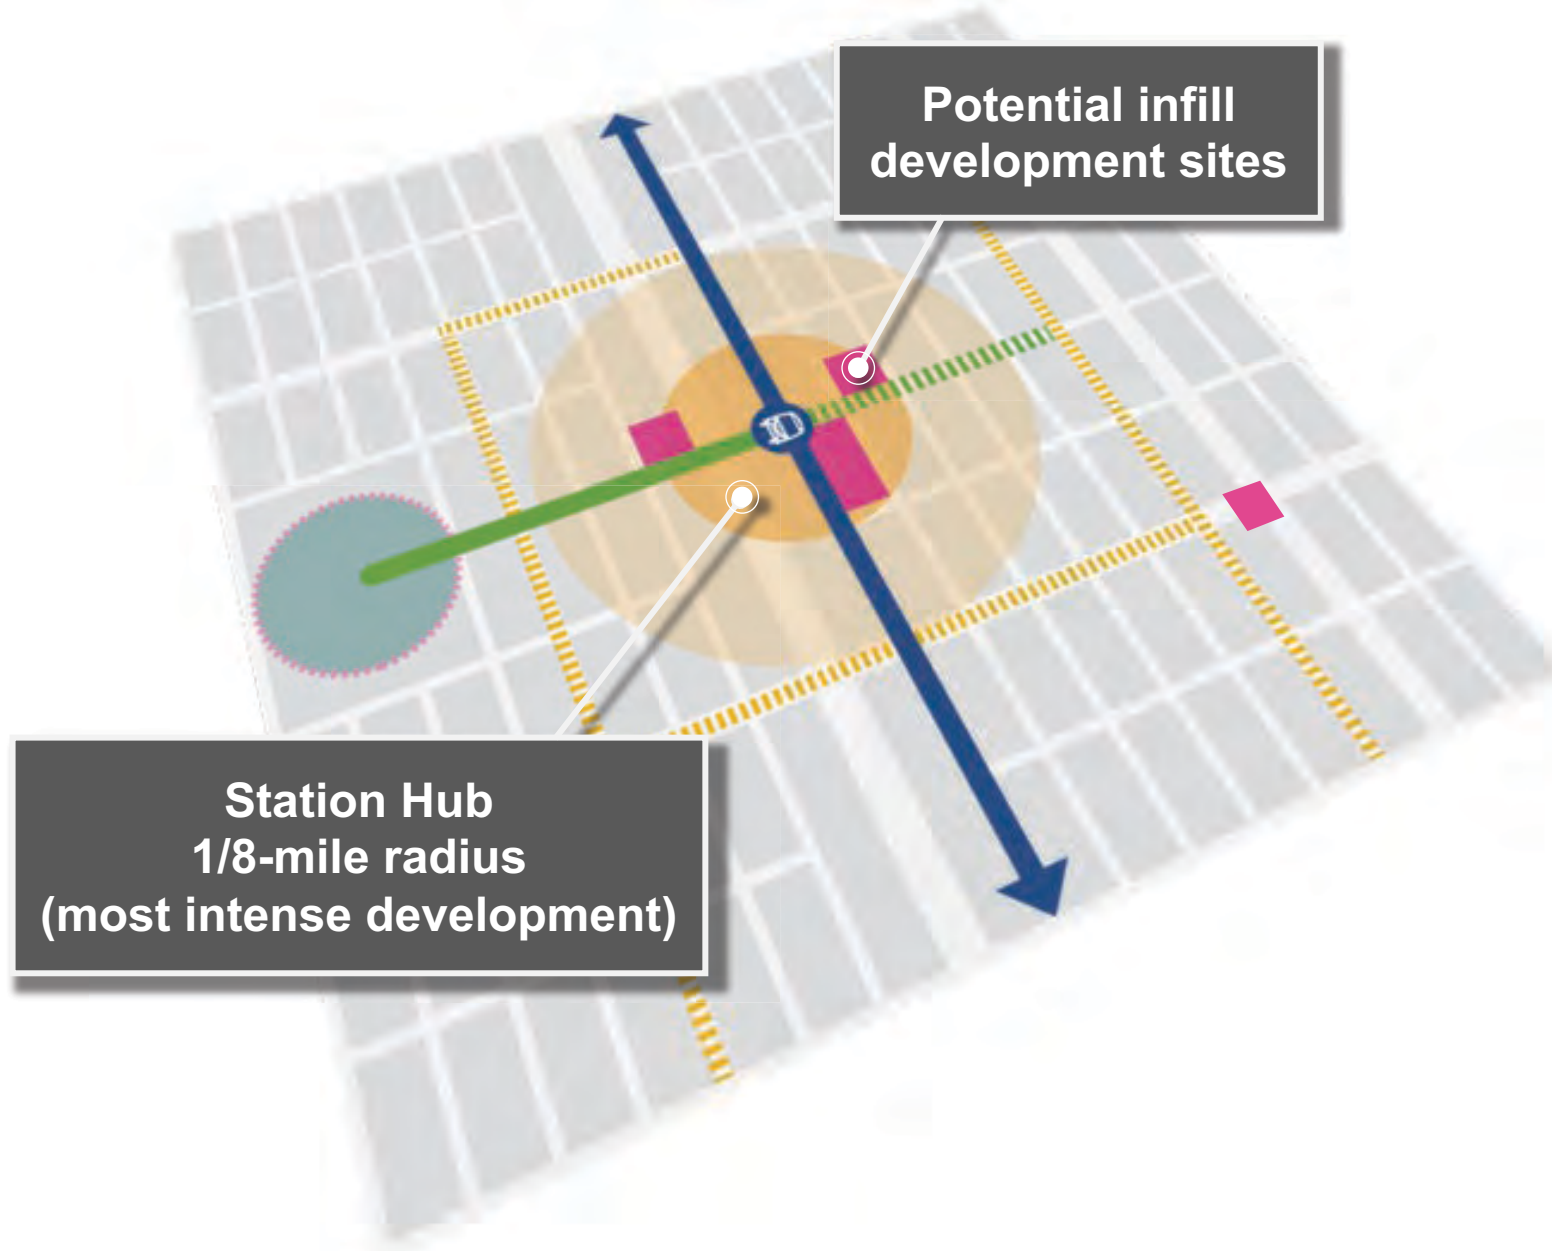 Potential infill
development sites
Station Hub
1/8-mile radius
(most intense development)